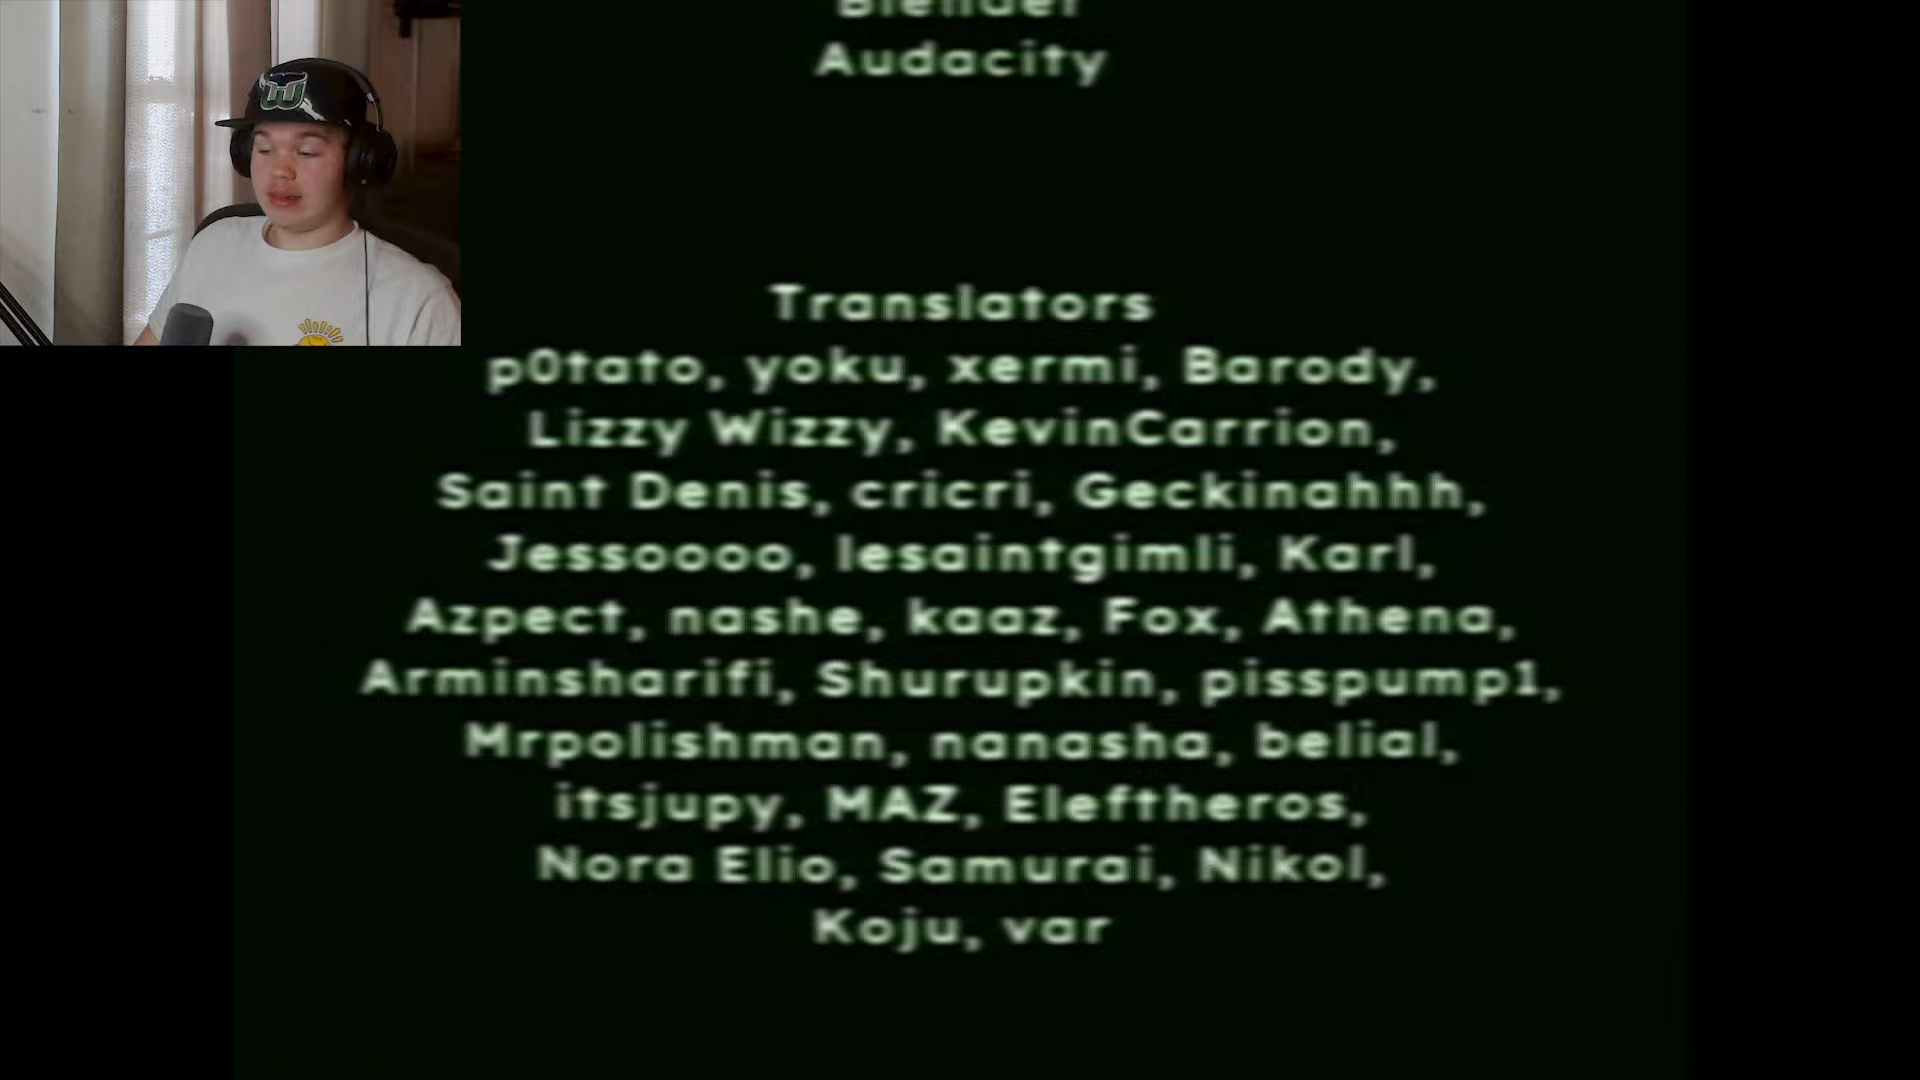 Blender
Audacity
Translators
p0tato, yoku, xermi, Barody,
Lizzy Wizzy, KevinCarrion,
Saint Denis, cricri, Geckinahhh,
Jessoooo, lesaintgimli, Karl,
Azpect, nashe, kaaz, Fox, Athena,
Arminsharifi, Shurupkin, pisspump1,
Mrpolishman, nanasha, belial,
itsjupy, MAZ, Eleftheros,
Nora Elio, Samurai, Nikol,
Koju, var